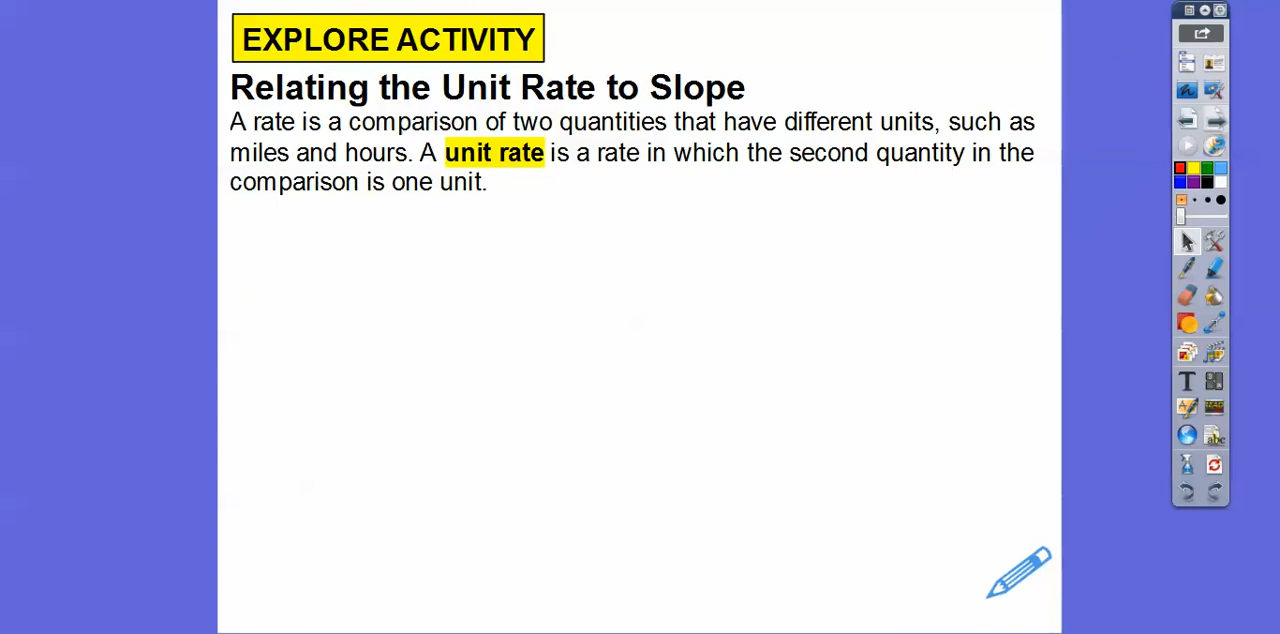 EXPLORE ACTIVITY
Relating the Unit Rate to Slope
A rate is a comparison of two quantities that have different units, such as
miles and hours. A unit rate is a rate in which the second quantity in the
comparison is one unit.
T
abc